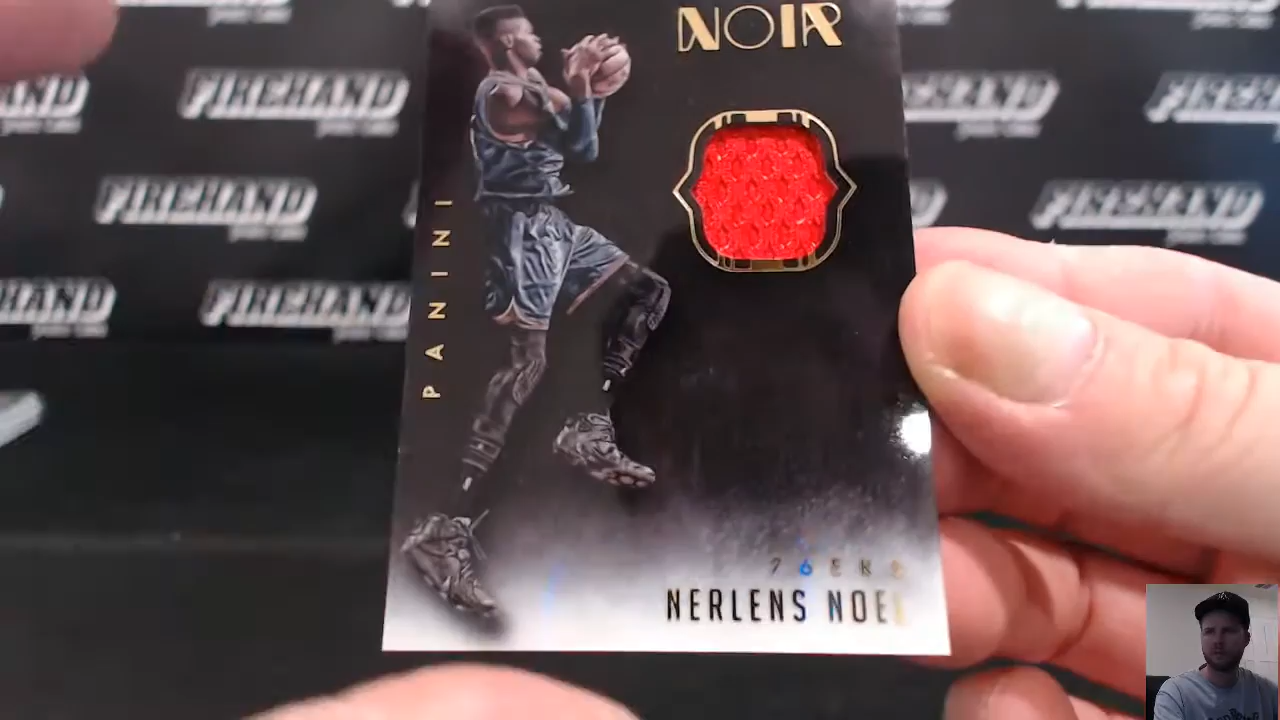 NOIR
PANINI
76ERS
NERLENS NOEL
FIREHAND
FIREHAND
FIREHAND
FIREHAND
FIREHAND
FIREHAND